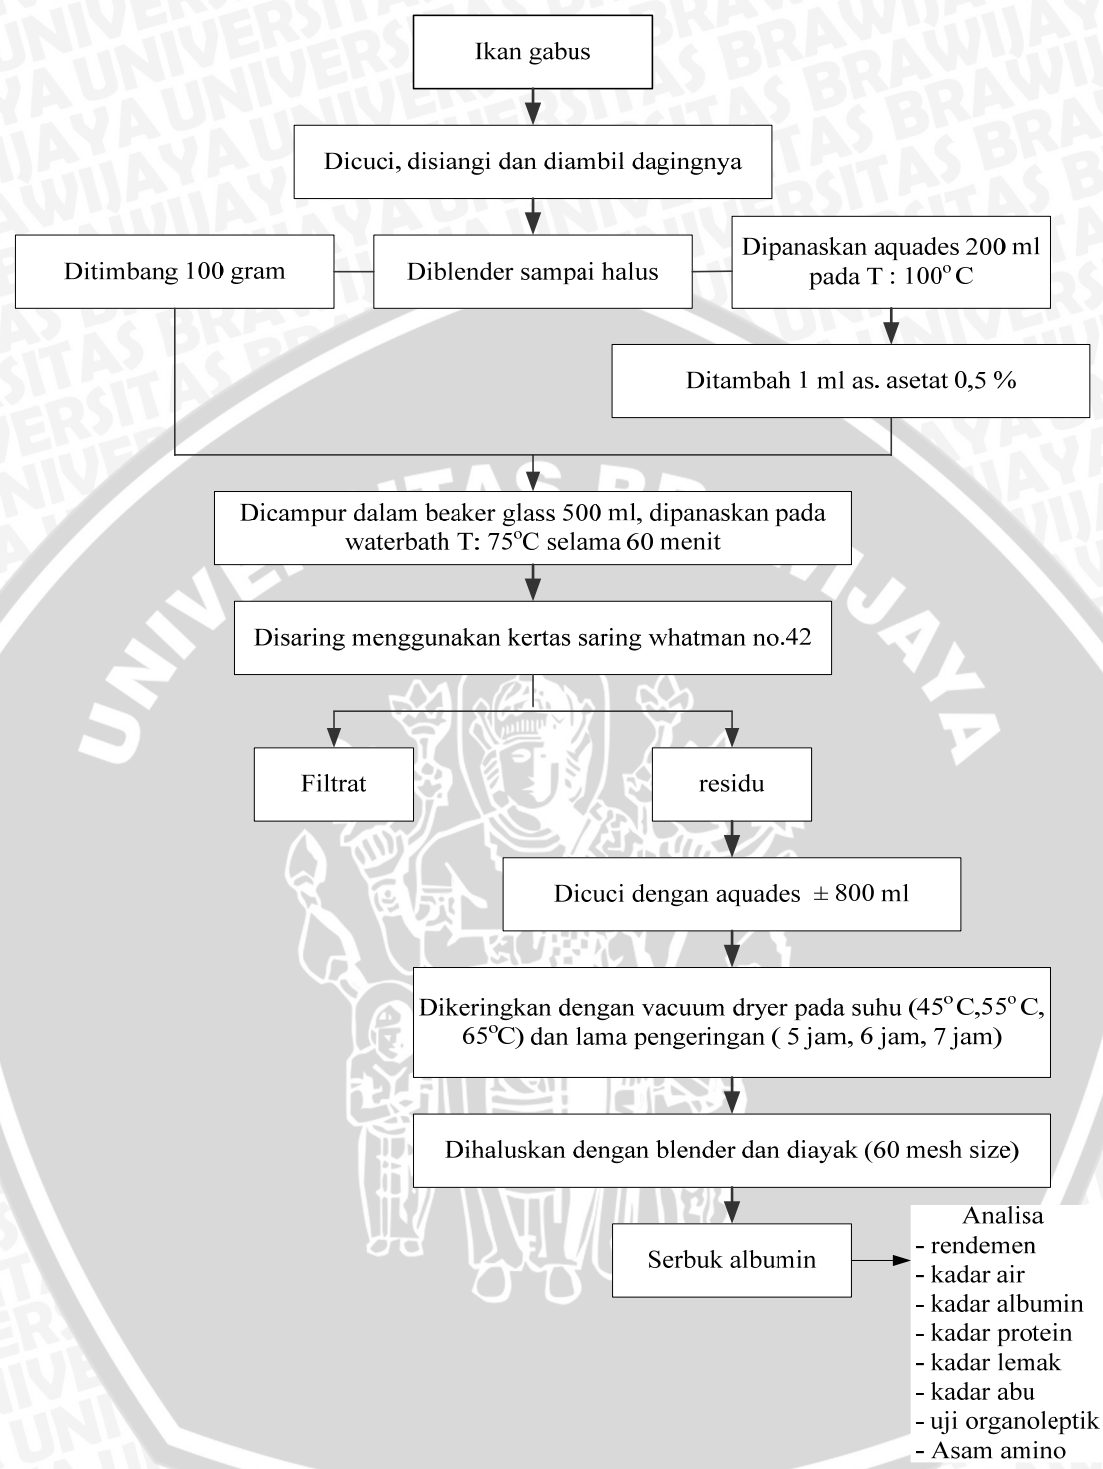 Ikan gabus
Dicuci, disiangi dan diambil dagingnya
Ditimbang 100 gram
Diblender sampai halus
Dipanaskan aquades 200 ml
pada T : 100°C
Ditambah 1 ml as. asetat 0,5 %
Dicampur dalam beaker glass 500 ml, dipanaskan pada
waterbath T: 75°C selama 60 menit
Disaring menggunakan kertas saring whatman no.42
Filtrat
residu
Dicuci dengan aquades ± 800 ml
Dikeringkan dengan vacuum dryer pada suhu (45°C,55°C,
65°C) dan lama pengeringan ( 5 jam, 6 jam, 7 jam)
Dihaluskan dengan blender dan diayak (60 mesh size)
Serbuk albumin
Analisa
- rendemen
- kadar air
- kadar albumin
- kadar protein
- kadar lemak
- kadar abu
- uji organoleptik
- Asam amino